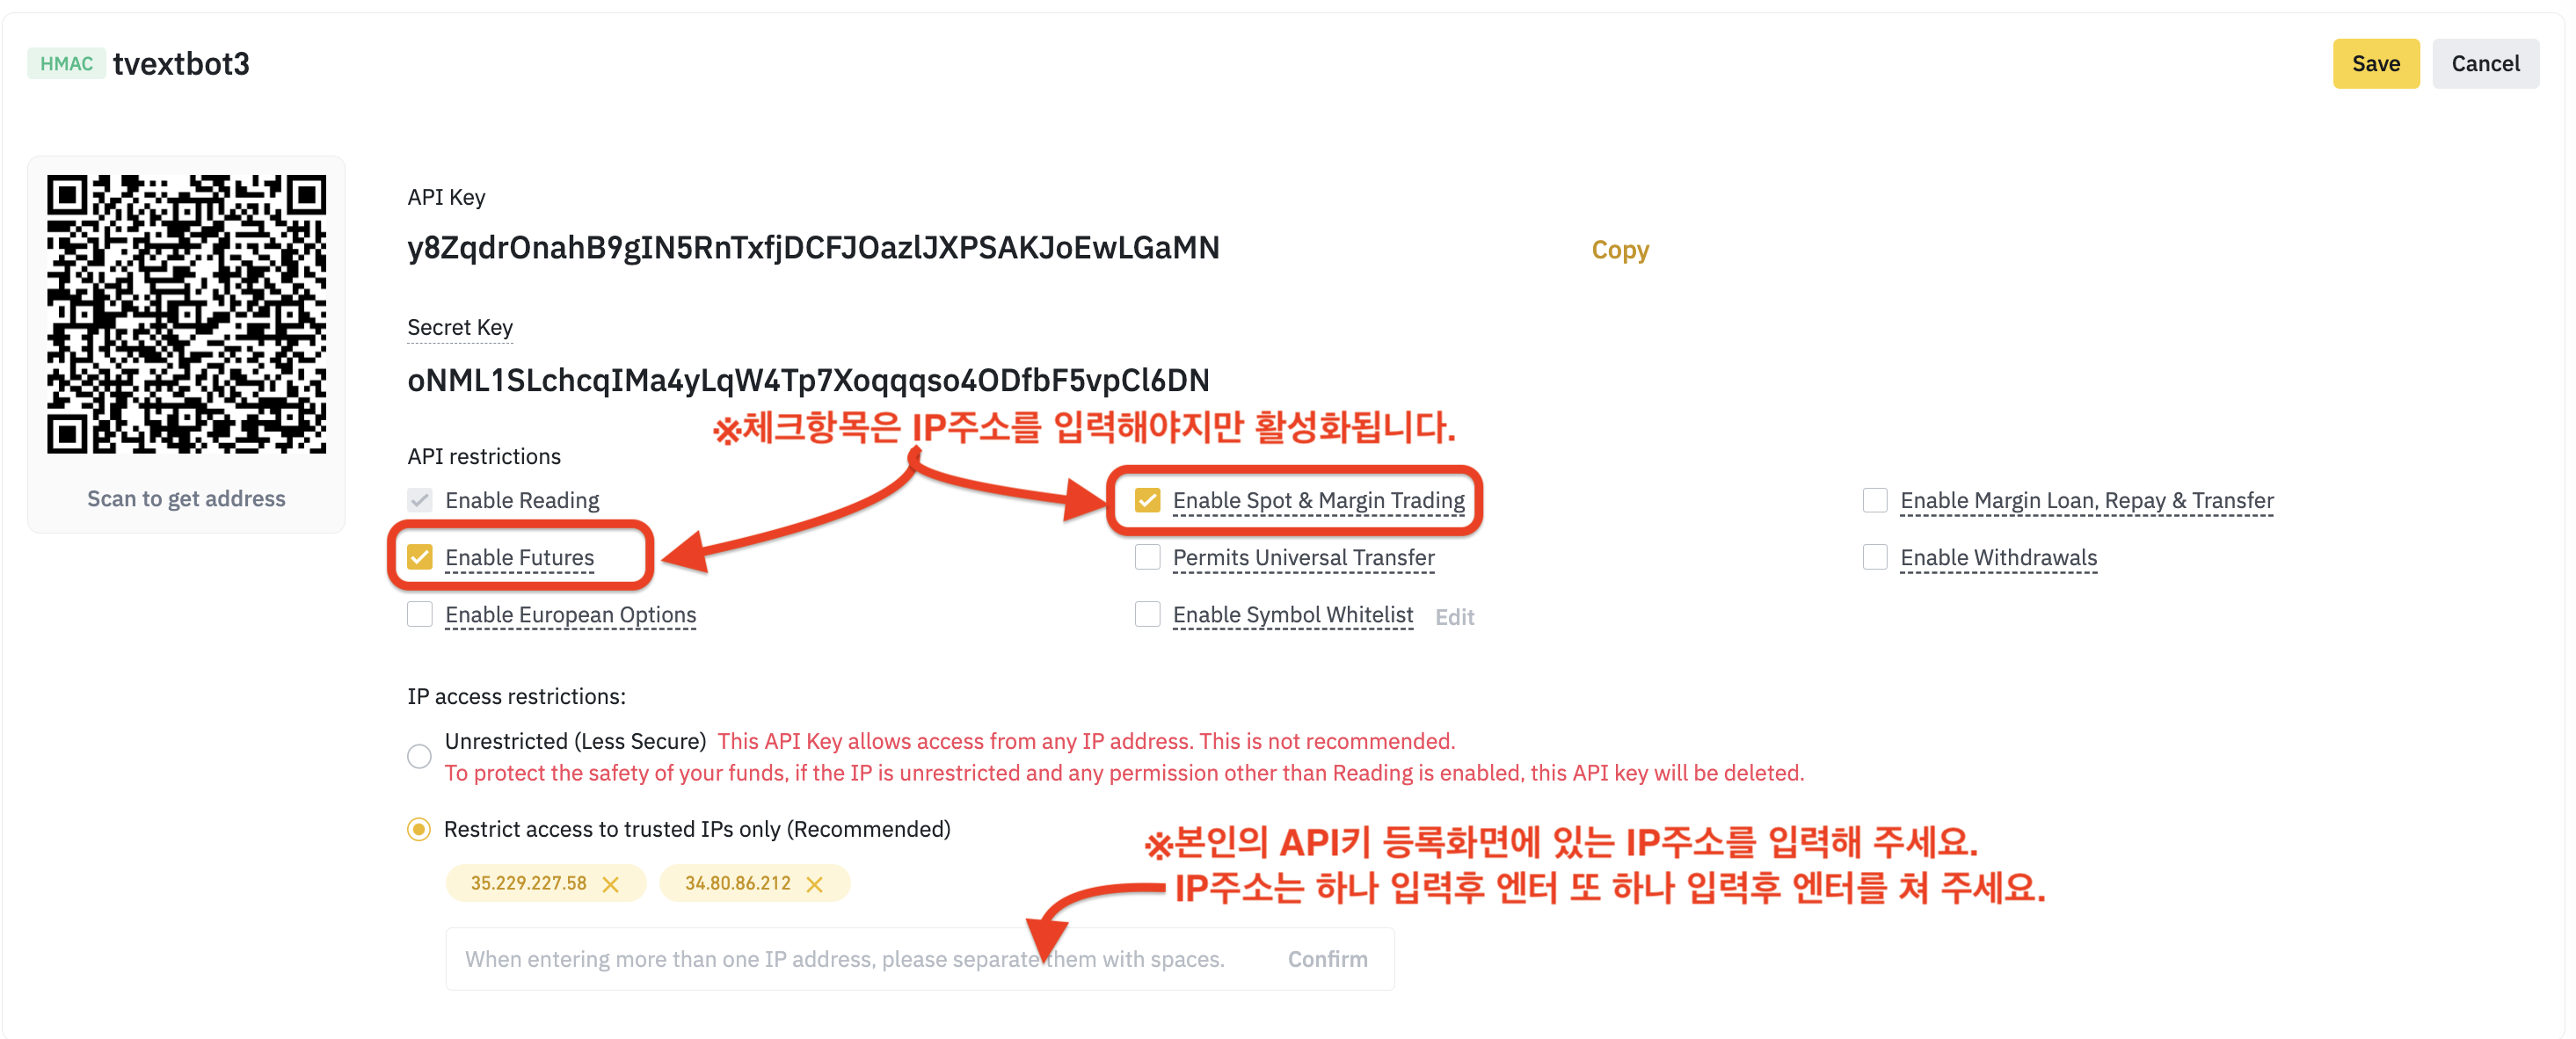 HMAC tvextbot3
Save Cancel
API Key
y8ZqdrOnahB9gIN5RnTxfjDCFJOazlJXPSAKJoEwLGaMN
Copy
Secret Key
oNML1SLchcqIMa4yLqW4Tp7Xoqqqso4ODfbF5vpCl6DN
※체크항목은 IP주소를 입력해야지만 활성화됩니다.
API restrictions
Scan to get address
Enable Reading
Enable Spot & Margin Trading
Enable Margin Loan, Repay & Transfer
Enable Futures
Permits Universal Transfer
Enable Withdrawals
Enable European Options
Enable Symbol Whitelist Edit
IP access restrictions:
Unrestricted (Less Secure) This API Key allows access from any IP address. This is not recommended.
To protect the safety of your funds, if the IP is unrestricted and any permission other than Reading is enabled, this API key will be deleted.
Restrict access to trusted IPs only (Recommended)
※본인의 API키 등록화면에 있는 IP주소를 입력해 주세요.
IP주소는 하나 입력후 엔터 또 하나 입력후 엔터를 쳐 주세요.
35.229.227.58 34.80.86.212
When entering more than one IP address, please separate them with spaces. Confirm